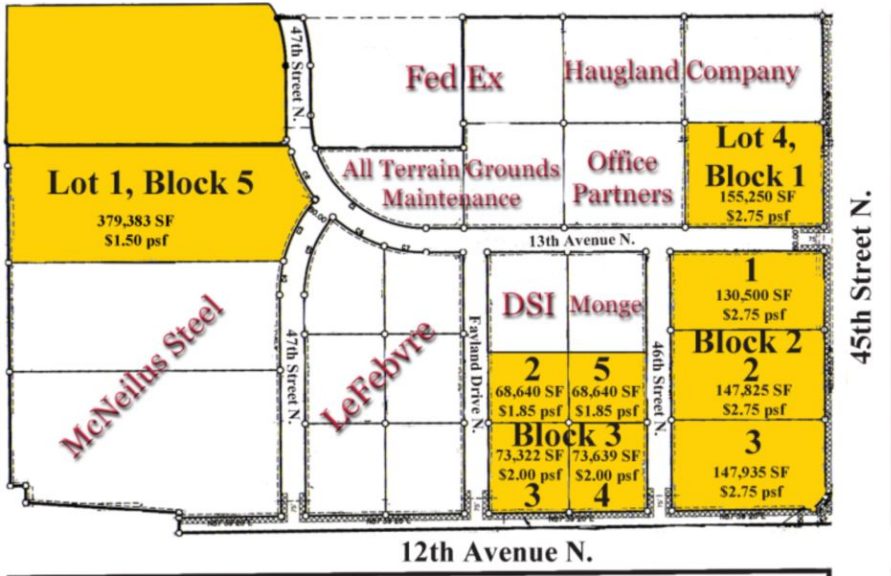 47th Street N.
Fed Ex
Haugland Company
Lot 1, Block 5
379,383 SF
$1.50 psf
All Terrain Grounds
Maintenance
Office
Partners
Lot 4,
Block 1
155,250 SF
$2.75 psf
13th Avenue N.
45th Street N.
McNeilus Steel
47th Street N.
LeFebvre
Fayland Drive N.
DSI
Monge
46th Street N.
2
68,640 SF
$1.85 psf
5
68,640 SF
$1.85 psf
Block 3
73,322 SF
$2.00 psf
3
73,639 SF
$2.00 psf
4
1
130,500 SF
$2.75 psf
Block 2
2
147,825 SF
$2.75 psf
3
147,935 SF
$2.75 psf
12th Avenue N.